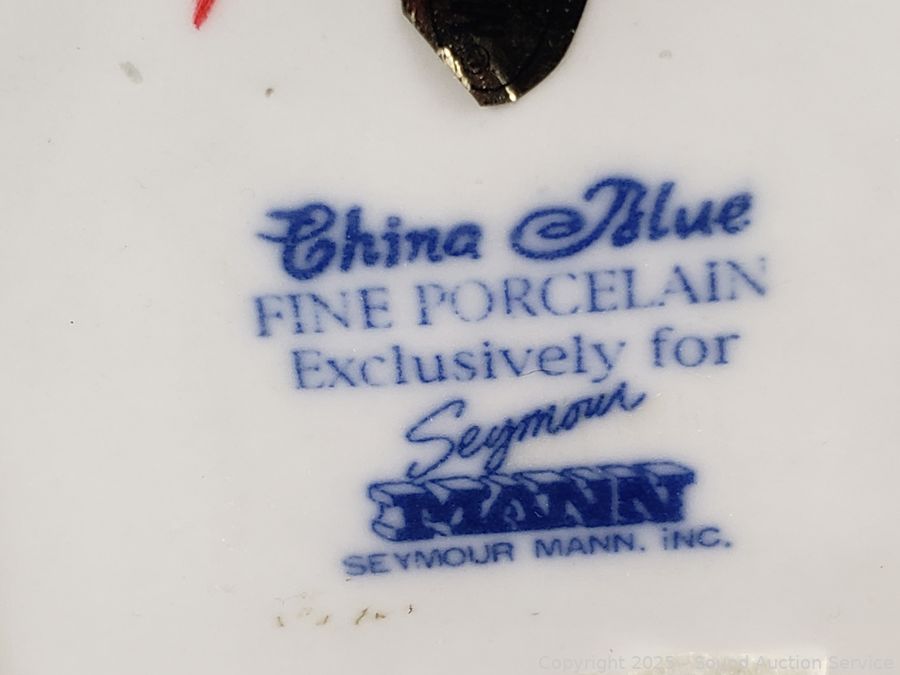 China Blue
FINE PORCELAIN
Exclusively for
Seymour
MANN
SEYMOUR MANN. INC.
Copyright 2025 - Sound Auction Service